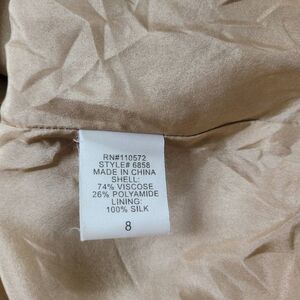 RN#110572
STYLE# 6858
MADE IN CHINA
SHELL:
74% VISCOSE
26% POLYAMIDE
LINING:
100% SILK
8